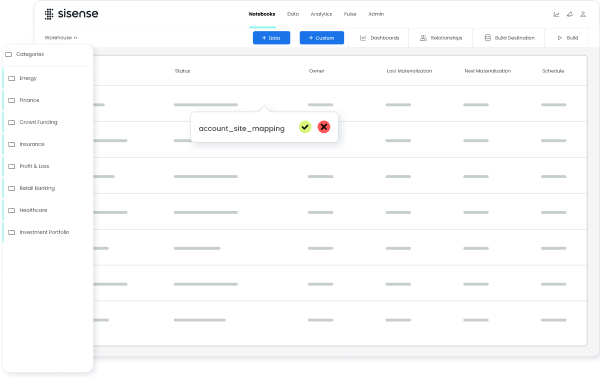 sisense
Notebooks Data Analytics Pulse Admin
Warehouse
+ Data + Custom Dashboards Relationships Build Destination Build
Categories
Status Owner Last Materialization Next Materialization Schedule
Energy
Finance
Crowd Funding
account_site_mapping
Insurance
Profit & Loss
Retail Banking
Healthcare
Investment Portfolio